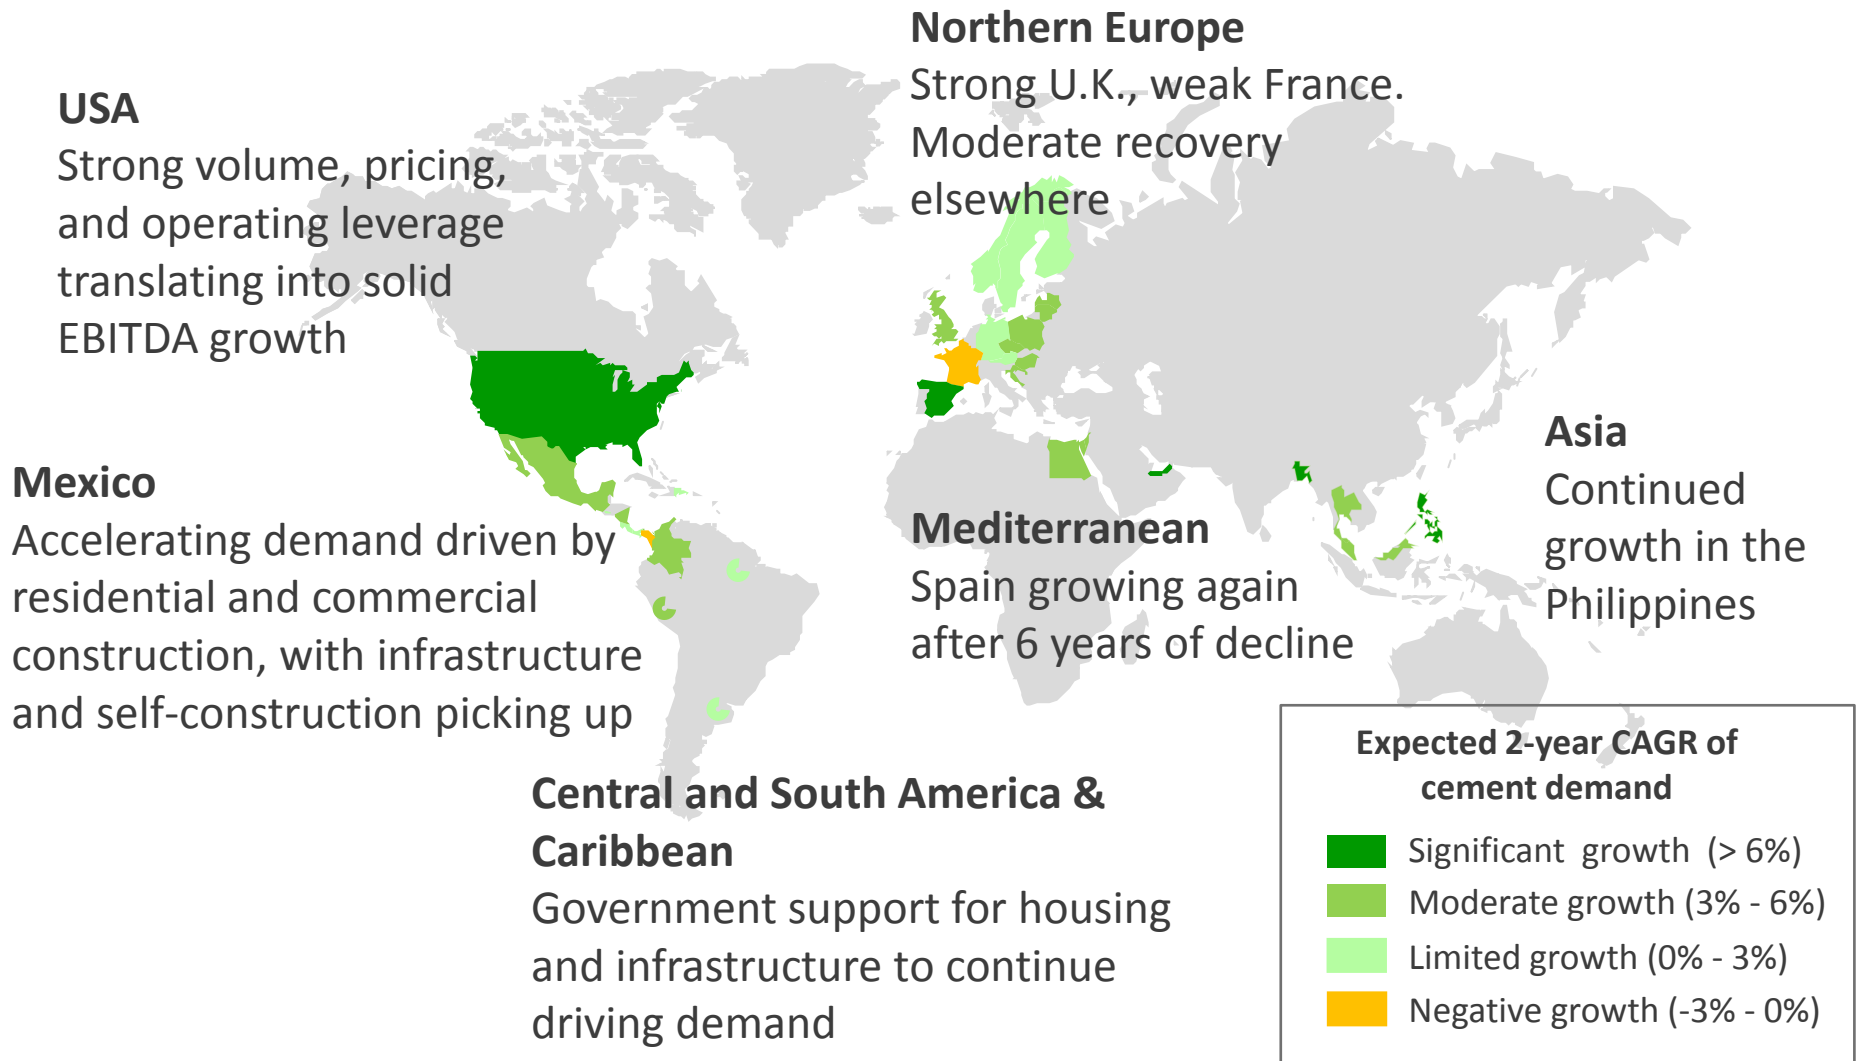 USA
Strong volume, pricing,
and operating leverage
translating into solid
EBITDA growth
Northern Europe
Strong U.K., weak France.
Moderate recovery
elsewhere
Mexico
Accelerating demand driven by
residential and commercial
construction, with infrastructure
and self-construction picking up
Mediterranean
Spain growing again
after 6 years of decline
Asia
Continued
growth in the
Philippines
Central and South America &
Caribbean
Government support for housing
and infrastructure to continue
driving demand
Expected 2-year CAGR of
cement demand
Significant growth (> 6%)
Moderate growth (3% - 6%)
Limited growth (0% - 3%)
Negative growth (-3% - 0%)